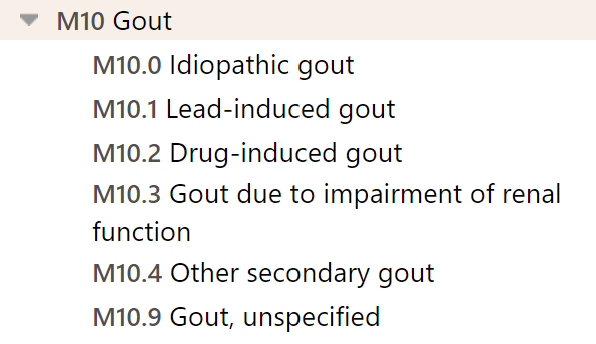 M10 Gout
M10.0 Idiopathic gout
M10.1 Lead-induced gout
M10.2 Drug-induced gout
M10.3 Gout due to impairment of renal
function
M10.4 Other secondary gout
M10.9 Gout, unspecified